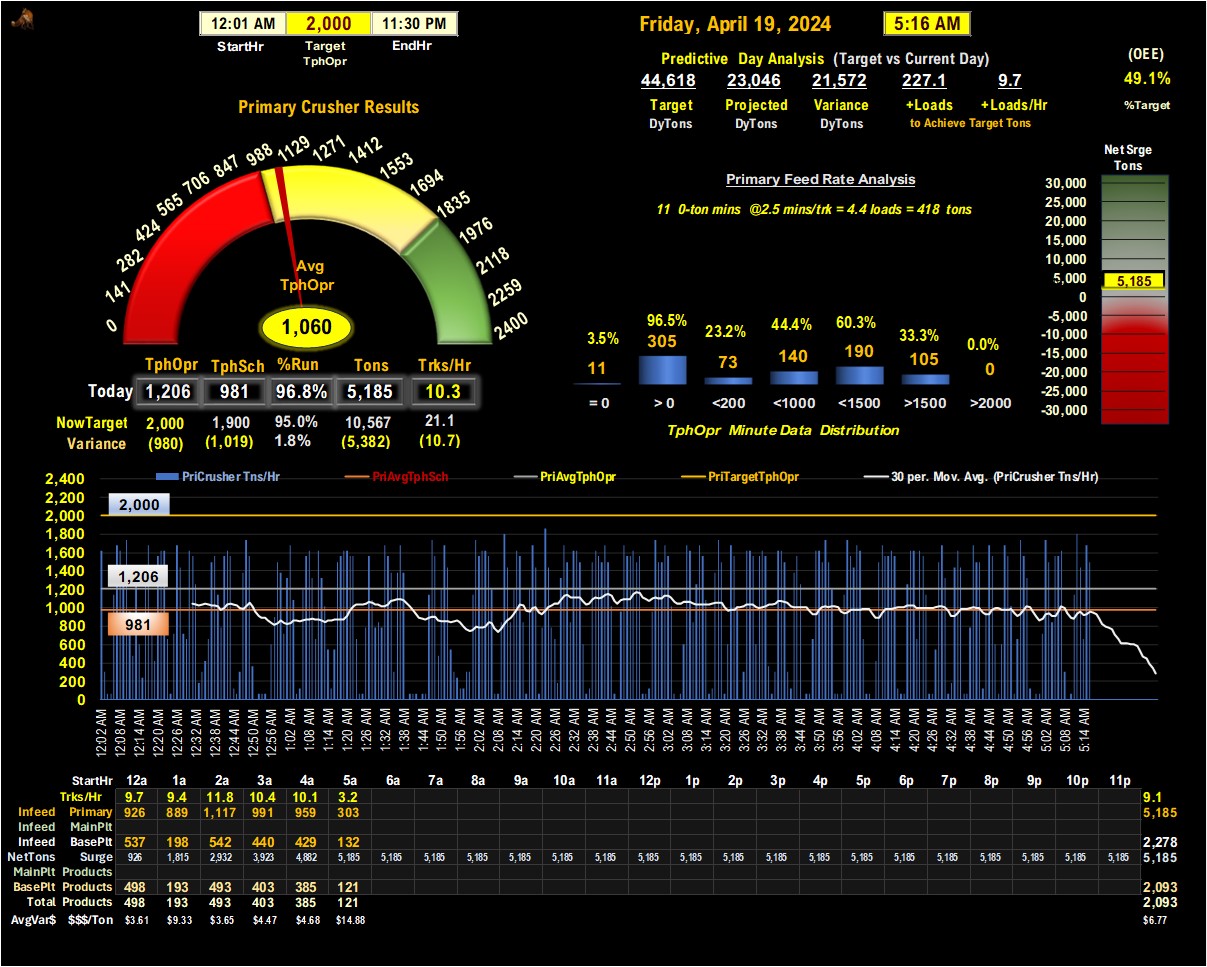 12:01 AM 2,000 11:30 PM
StartHr Target TphOpr EndHr
Friday, April 19, 2024 5:16 AM
Predictive Day Analysis (Target vs Current Day)
44,618 23,046 21,572 227.1 9.7
Target Projected Variance +Loads +Loads/Hr
DyTons DyTons DyTons to Achieve Target Tons
(OEE)
49.1%
%Target
Primary Crusher Results
0 141 282 424 565 706 847 988 1129 1271 1412 1553 1694 1835 1976 2118 2259 2400
Avg
TphOpr
1,060
TphOpr TphSch %Run Tons Trks/Hr
Today 1,206 981 96.8% 5,185 10.3
NowTarget 2,000 1,900 95.0% 10,567 21.1
Variance (980) (1,019) 1.8% (5,382) (10.7)
Primary Feed Rate Analysis
11 0-ton mins @2.5 mins/trk = 4.4 loads = 418 tons
3.5% 96.5% 23.2% 44.4% 60.3% 33.3% 0.0%
11 305 73 140 190 105 0
= 0 > 0 <200 <1000 <1500 >1500 >2000
TphOpr Minute Data Distribution
Net Srge
Tons
30,000
25,000
20,000
15,000
10,000
5,000
5,185
0
-5,000
-10,000
-15,000
-20,000
-25,000
-30,000
PriCrusher Tns/Hr PriAvgTphSch PriAvgTphOpr PriTargetTphOpr 30 per. Mov. Avg. (PriCrusher Tns/Hr)
2,400
2,200
2,000
1,800
1,600
1,400
1,200
1,000
800
600
400
200
0
2,000
1,206
981
12:02 AM 12:08 AM 12:14 AM 12:20 AM 12:26 AM 12:32 AM 12:38 AM 12:44 AM 12:50 AM 12:56 AM 1:02 AM 1:08 AM 1:14 AM 1:20 AM 1:26 AM 1:32 AM 1:38 AM 1:44 AM 1:50 AM 1:56 AM 2:02 AM 2:08 AM 2:14 AM 2:20 AM 2:26 AM 2:32 AM 2:38 AM 2:44 AM 2:50 AM 2:56 AM 3:02 AM 3:08 AM 3:14 AM 3:20 AM 3:26 AM 3:32 AM 3:38 AM 3:44 AM 3:50 AM 3:56 AM 4:02 AM 4:08 AM 4:14 AM 4:20 AM 4:26 AM 4:32 AM 4:38 AM 4:44 AM 4:50 AM 4:56 AM 5:02 AM 5:08 AM 5:14 AM
StartHr 12a 1a 2a 3a 4a 5a 6a 7a 8a 9a 10a 11a 12p 1p 2p 3p 4p 5p 6p 7p 8p 9p 10p 11p
Trks/Hr 9.7 9.4 11.8 10.4 10.1 3.2 9.1
Infeed Primary 926 889 1,117 991 959 303 5,185
Infeed MainPlt
Infeed BasePlt 537 198 542 440 429 132 2,278
NetTons Surge 926 1,815 2,932 3,923 4,882 5,185 5,185 5,185 5,185 5,185 5,185 5,185 5,185 5,185 5,185 5,185 5,185 5,185 5,185 5,185 5,185 5,185 5,185 5,185 5,185
MainPlt Products
BasePlt Products 498 193 493 403 385 121 2,093
Total Products 498 193 493 403 385 121 2,093
AvgVar$ $$$/Ton $3.61 $9.33 $3.65 $4.47 $4.68 $14.88 $6.77